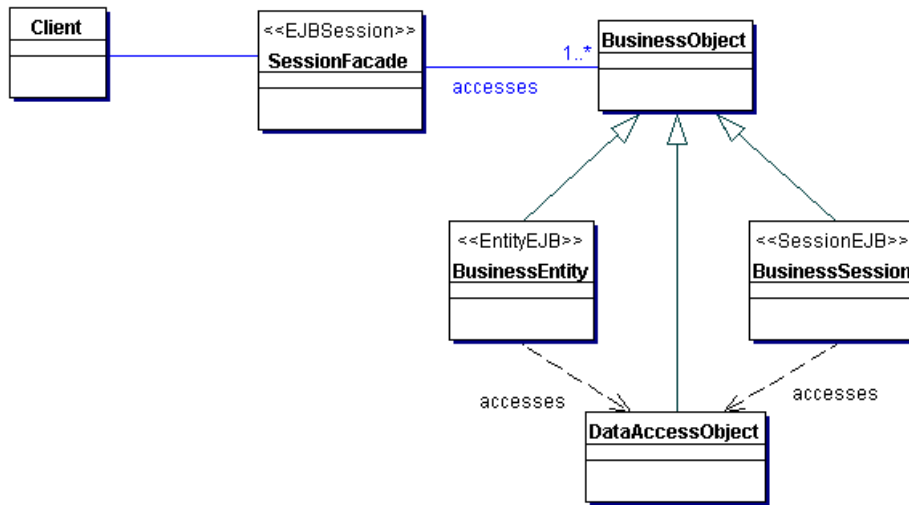 Client
<<EJBSession>>
SessionFacade
1..*
accesses
BusinessObject
<<EntityEJB>>
BusinessEntity
<<SessionEJB>>
BusinessSession
accesses
accesses
DataAccessObject